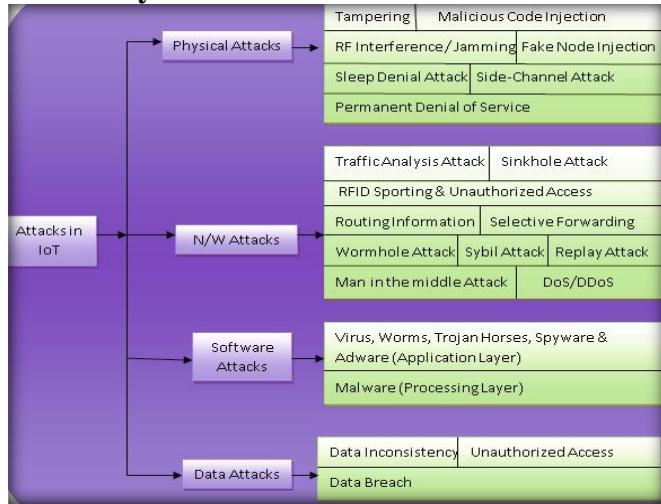 Tampering Malicious Code Injection
Physical Attacks
RF Interference/Jamming Fake Node Injection
Sleep Denial Attack Side-Channel Attack
Permanent Denial of Service
Traffic Analysis Attack Sinkhole Attack
RFID Sporting & Unauthorized Access
Attacks in
IoT
N/W Attacks
Routing Information Selective Forwarding
Wormhole Attack Sybil Attack Replay Attack
Man in the middle Attack DoS/DDoS
Software
Attacks
Virus, Worms, Trojan Horses, Spyware &
Adware (Application Layer)
Malware (Processing Layer)
Data Attacks
Data Inconsistency Unauthorized Access
Data Breach